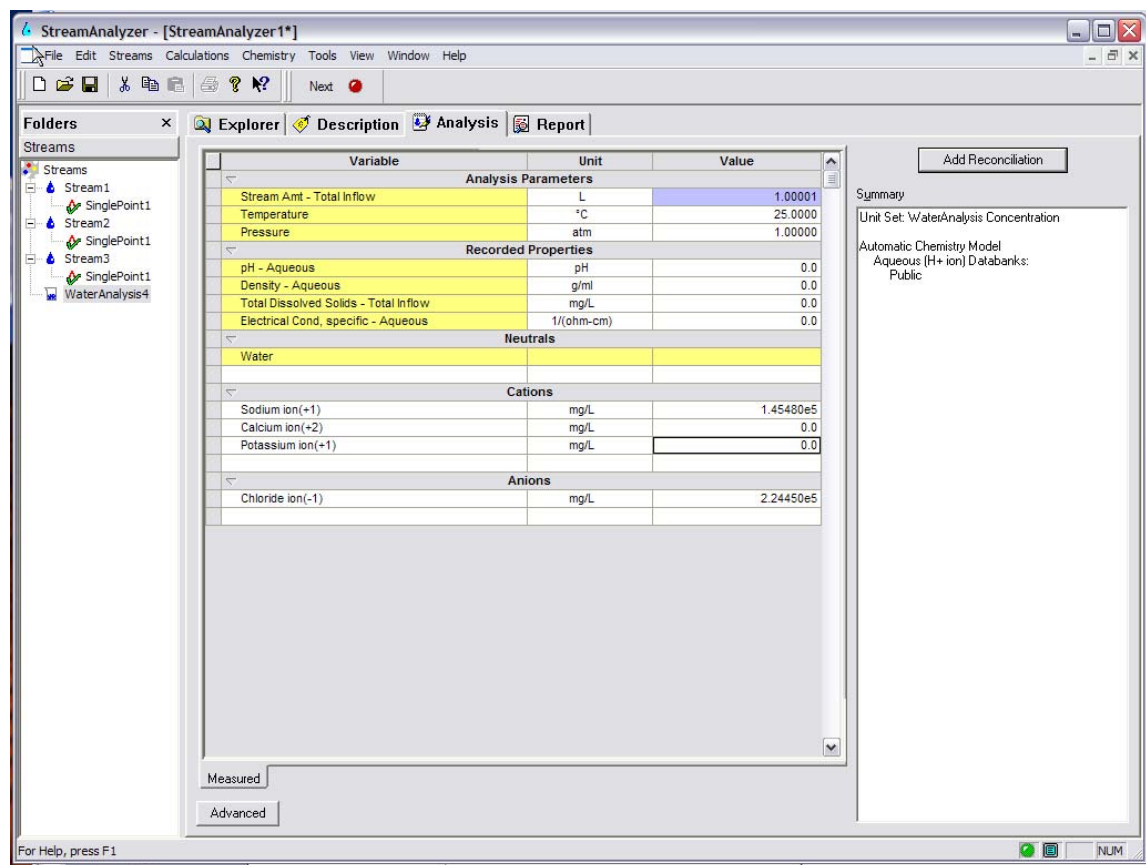 StreamAnalyzer - [StreamAnalyzer1*]
File Edit Streams Calculations Chemistry Tools View Window Help
Next
Folders ×
Streams
Streams
Stream1
SinglePoint1
Stream2
SinglePoint1
Stream3
SinglePoint1
WaterAnalysis4
Explorer Description Analysis Report
Variable Unit Value
Analysis Parameters
Stream Amt - Total Inflow L 1.00001
Temperature °C 25.0000
Pressure atm 1.00000
Recorded Properties
pH - Aqueous pH 0.0
Density - Aqueous g/ml 0.0
Total Dissolved Solids - Total Inflow mg/L 0.0
Electrical Cond, specific - Aqueous 1/(ohm-cm) 0.0
Neutrals
Water
Cations
Sodium ion(+1) mg/L 1.45480e5
Calcium ion(+2) mg/L 0.0
Potassium ion(+1) mg/L 0.0
Anions
Chloride ion(-1) mg/L 2.24450e5
Measured
Advanced
Add Reconciliation
Summary
Unit Set: WaterAnalysis Concentration
Automatic Chemistry Model
Aqueous (H+ ion) Databanks:
Public
For Help, press F1 NUM